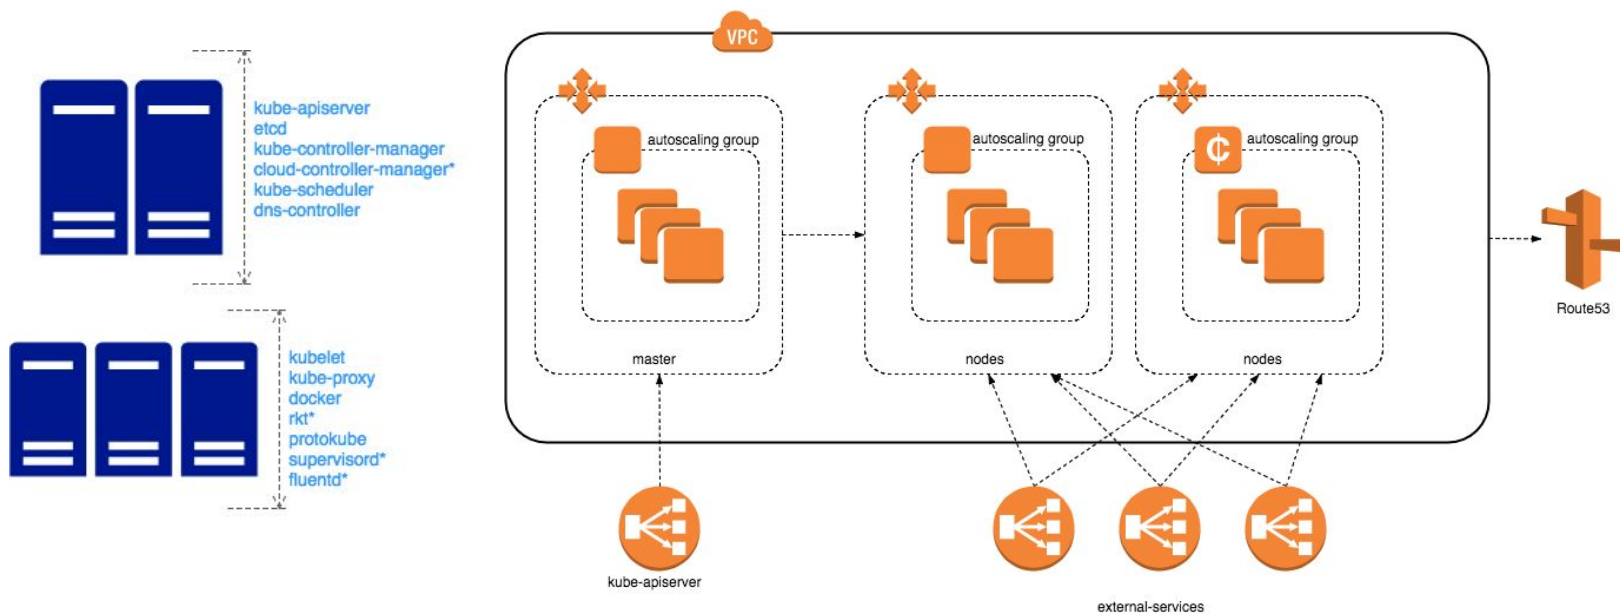 VPC
kube-apiserver
etcd
kube-controller-manager
cloud-controller-manager*
kube-scheduler
dns-controller
kubelet
kube-proxy
docker
rkt*
protokube
supervisord*
fluentd*
autoscaling group
master
autoscaling group
nodes
¢
autoscaling group
nodes
Route53
kube-apiserver
external-services